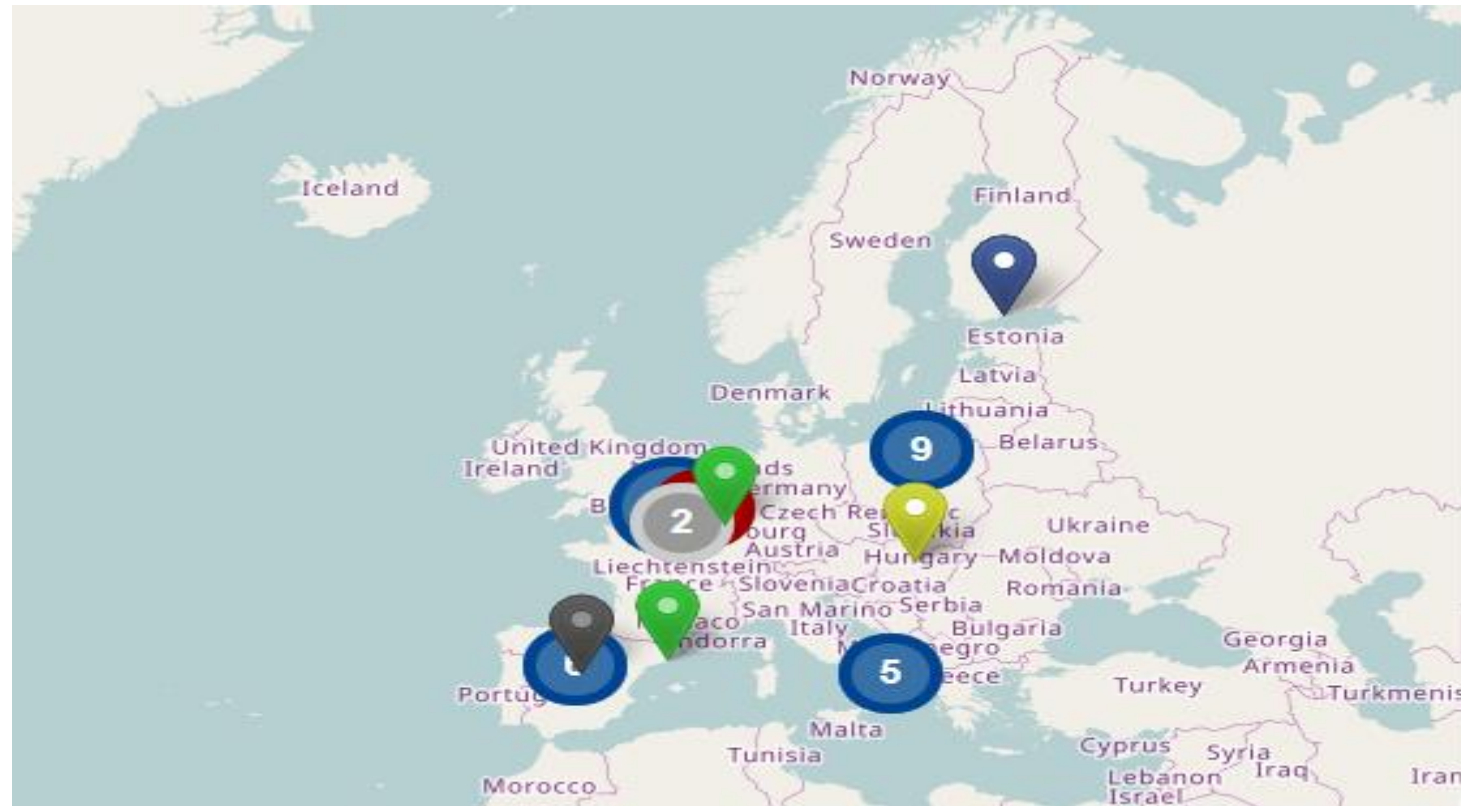 Norway
Iceland
Finland
Sweden
Estonia
Latvia
Denmark
Lithuania
9
Belarus
United Kingdom
Ireland
2
Czech
Ukraine
Austria
Hungary
Moldova
Liechtenstein
Slovenia
Croatia
Romania
San Marino
Serbia
Italy
Bulgaria
Georgia
Armenia
5
Turkey
Turkmenis
Malta
Tunisia
Cyprus
Syria
Iraq
Lebanon
Iran
Morocco
Israel